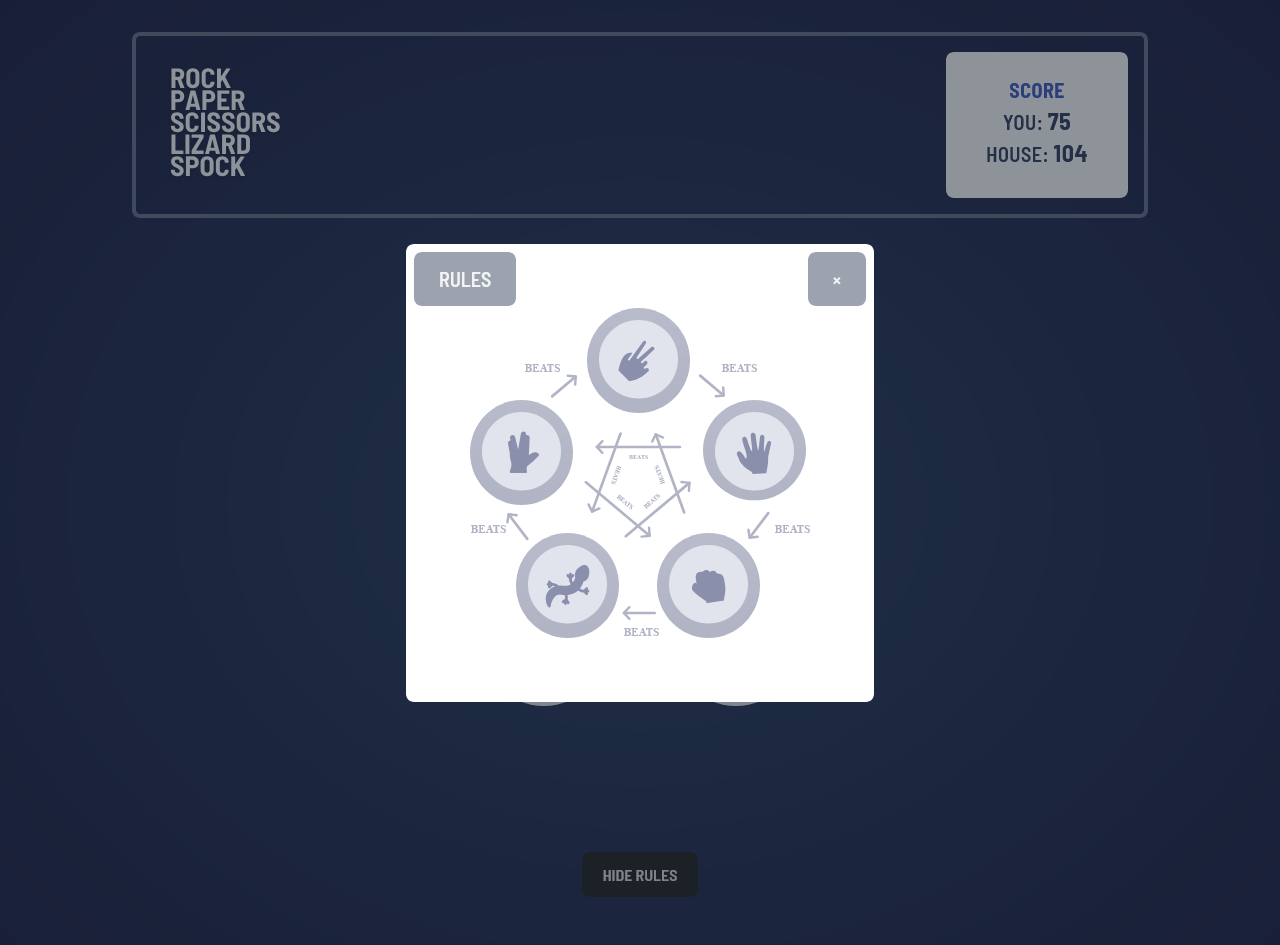 ROCK
PAPER
SCISSORS
LIZARD
SPOCK
SCORE
YOU: 75
HOUSE: 104
RULES
×
BEATS
BEATS
BEATS
BEATS
BEATS
BEATS
BEATS
BEATS
BEATS
BEATS
HIDE RULES